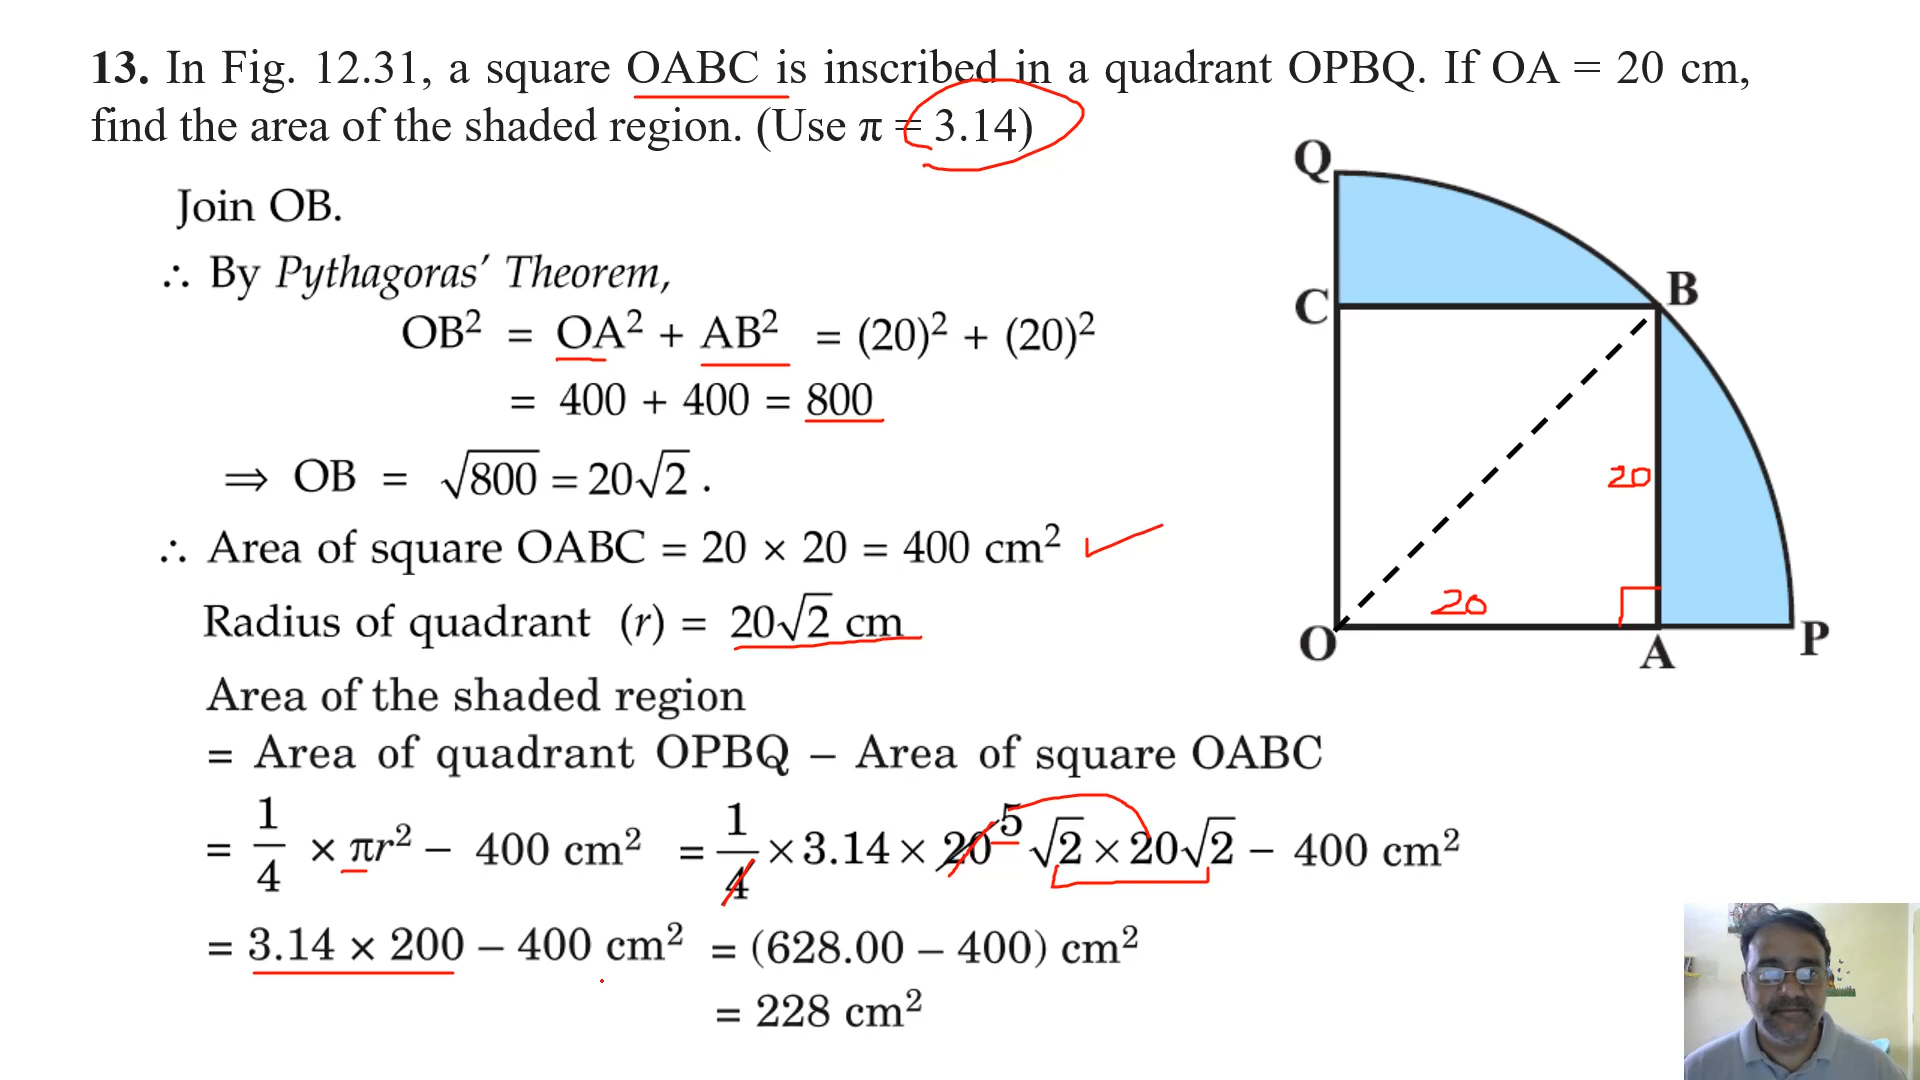 13. In Fig. 12.31, a square OABC is inscribed in a quadrant OPBQ. If OA = 20 cm,
find the area of the shaded region. (Use π = 3.14)
Join OB.
∴ By Pythagoras’ Theorem,
OB² = OA² + AB² = (20)² + (20)²
= 400 + 400 = 800
⇒ OB = √800 = 20√2 .
∴ Area of square OABC = 20 × 20 = 400 cm²
Radius of quadrant (r) = 20√2 cm
Area of the shaded region
= Area of quadrant OPBQ – Area of square OABC
= 1/4 × πr² – 400 cm² = 1/4 × 3.14 × 20 5 √2 × 20√2 – 400 cm²
= 3.14 × 200 – 400 cm² = (628.00 – 400) cm²
= 228 cm²
Q
C B
20
20
O A P